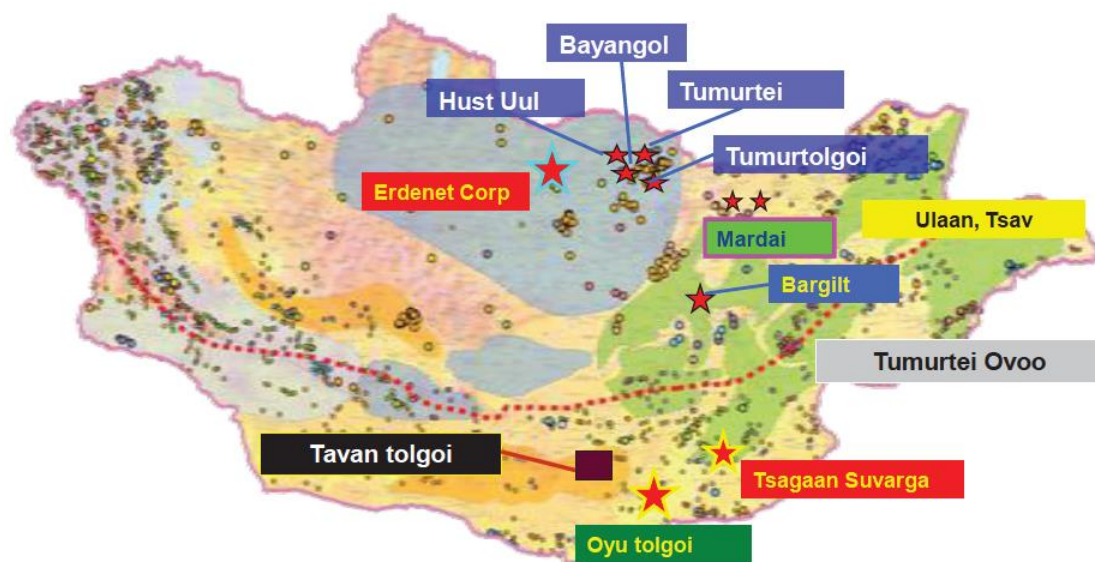 Bayangol
Hust Uul
Tumurtei
Tumurtolgoi
Erdenet Corp
Ulaan, Tsav
Mardai
Bargilt
Tumurtei Ovoo
Tavan tolgoi
Tsagaan Suvarga
Oyu tolgoi